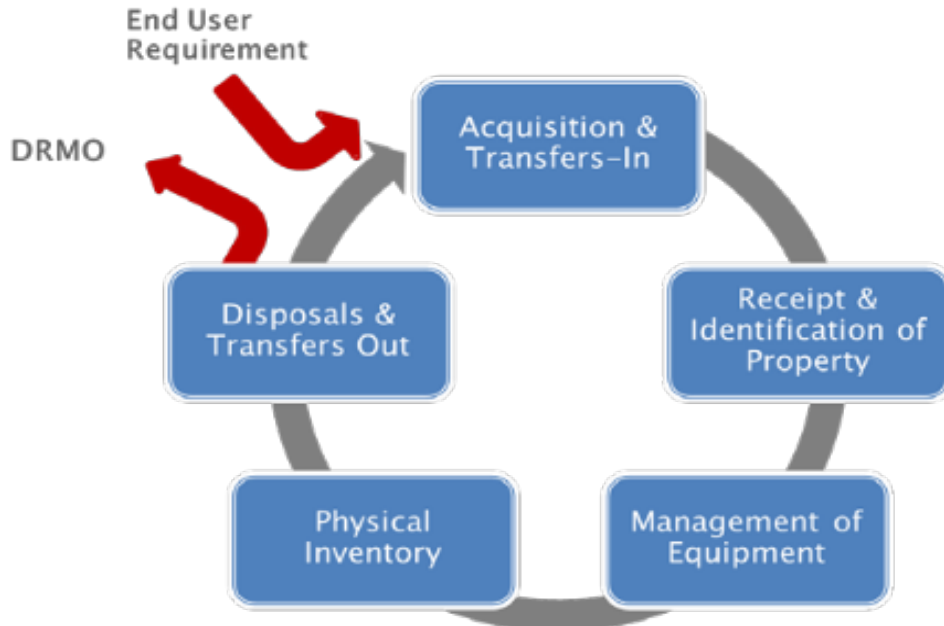 End User
Requirement
DRMO
Acquisition &
Transfers-In
Receipt &
Identification of
Property
Management of
Equipment
Physical
Inventory
Disposals &
Transfers Out